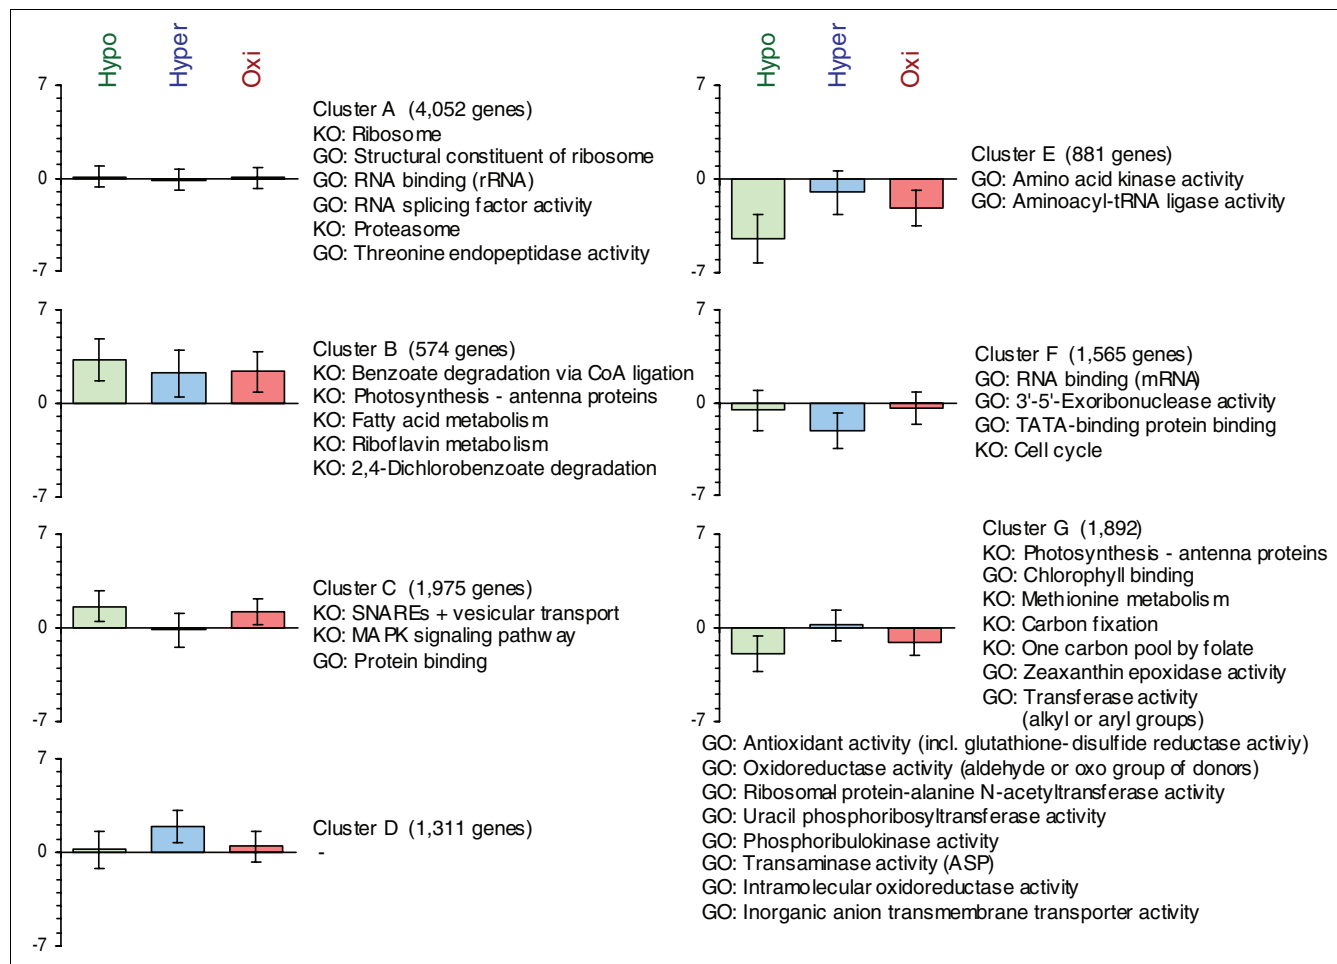 Hypo
Hyper
Oxi
7
0
-7
Cluster A (4,052 genes)
KO: Ribosome
GO: Structural constituent of ribosome
GO: RNA binding (rRNA)
GO: RNA splicing factor activity
KO: Proteasome
GO: Threonine endopeptidase activity
7
0
-7
Cluster B (574 genes)
KO: Benzoate degradation via CoA ligation
KO: Photosynthesis - antenna proteins
KO: Fatty acid metabolism
KO: Riboflavin metabolism
KO: 2,4-Dichlorobenzoate degradation
7
0
-7
Cluster C (1,975 genes)
KO: SNAREs + vesicular transport
KO: MAPK signaling pathway
GO: Protein binding
7
0
-7
Cluster D (1,311 genes)
-
Hypo
Hyper
Oxi
7
0
-7
Cluster E (881 genes)
GO: Amino acid kinase activity
GO: Aminoacyl-tRNA ligase activity
7
0
-7
Cluster F (1,565 genes)
GO: RNA binding (mRNA)
GO: 3'-5'-Exoribonuclease activity
GO: TATA-binding protein binding
KO: Cell cycle
7
0
-7
Cluster G (1,892)
KO: Photosynthesis - antenna proteins
GO: Chlorophyll binding
KO: Methionine metabolism
KO: Carbon fixation
KO: One carbon pool by folate
GO: Zeaxanthin epoxidase activity
GO: Transferase activity
(alkyl or aryl groups)
GO: Antioxidant activity (incl. glutathione-disulfide reductase activiy)
GO: Oxidoreductase activity (aldehyde or oxo group of donors)
GO: Ribosomal-protein-alanine N-acetyltransferase activity
GO: Uracil phosphoribosyltransferase activity
GO: Phosphoribulokinase activity
GO: Transaminase activity (ASP)
GO: Intramolecular oxidoreductase activity
GO: Inorganic anion transmembrane transporter activity